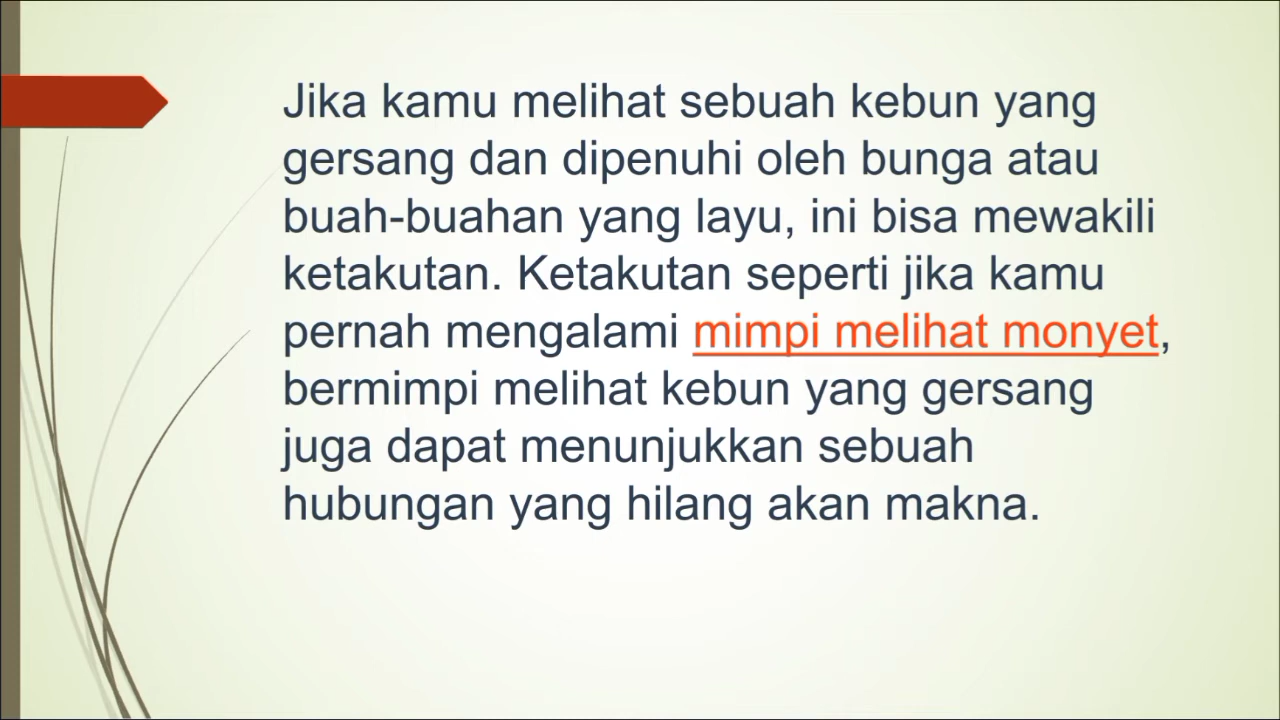 Jika kamu melihat sebuah kebun yang
gersang dan dipenuhi oleh bunga atau
buah-buahan yang layu, ini bisa mewakili
ketakutan. Ketakutan seperti jika kamu
pernah mengalami mimpi melihat monyet,
bermimpi melihat kebun yang gersang
juga dapat menunjukkan sebuah
hubungan yang hilang akan makna.